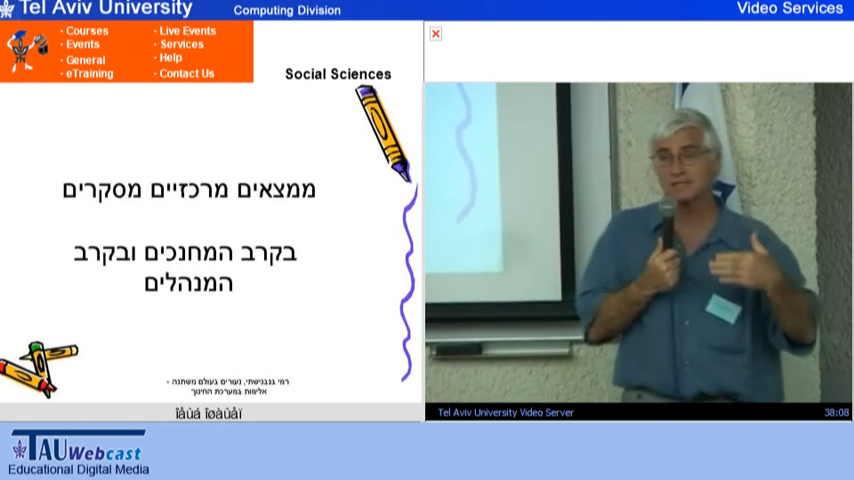 Tel Aviv University
Computing Division
Video Services
- Courses
- Live Events
- Events
- Services
- General
- Help
- eTraining
- Contact Us
Social Sciences
ממצאים מרכזיים מסקרים
בקרב המחנכים ובקרב
המנהלים
רמי בנבנישתי, נעורים בעולם משתנה -
אלימות במערכת החינוך
îåùá îøàùåï
Tel Aviv University Video Server
38:08
TAU Webcast
Educational Digital Media